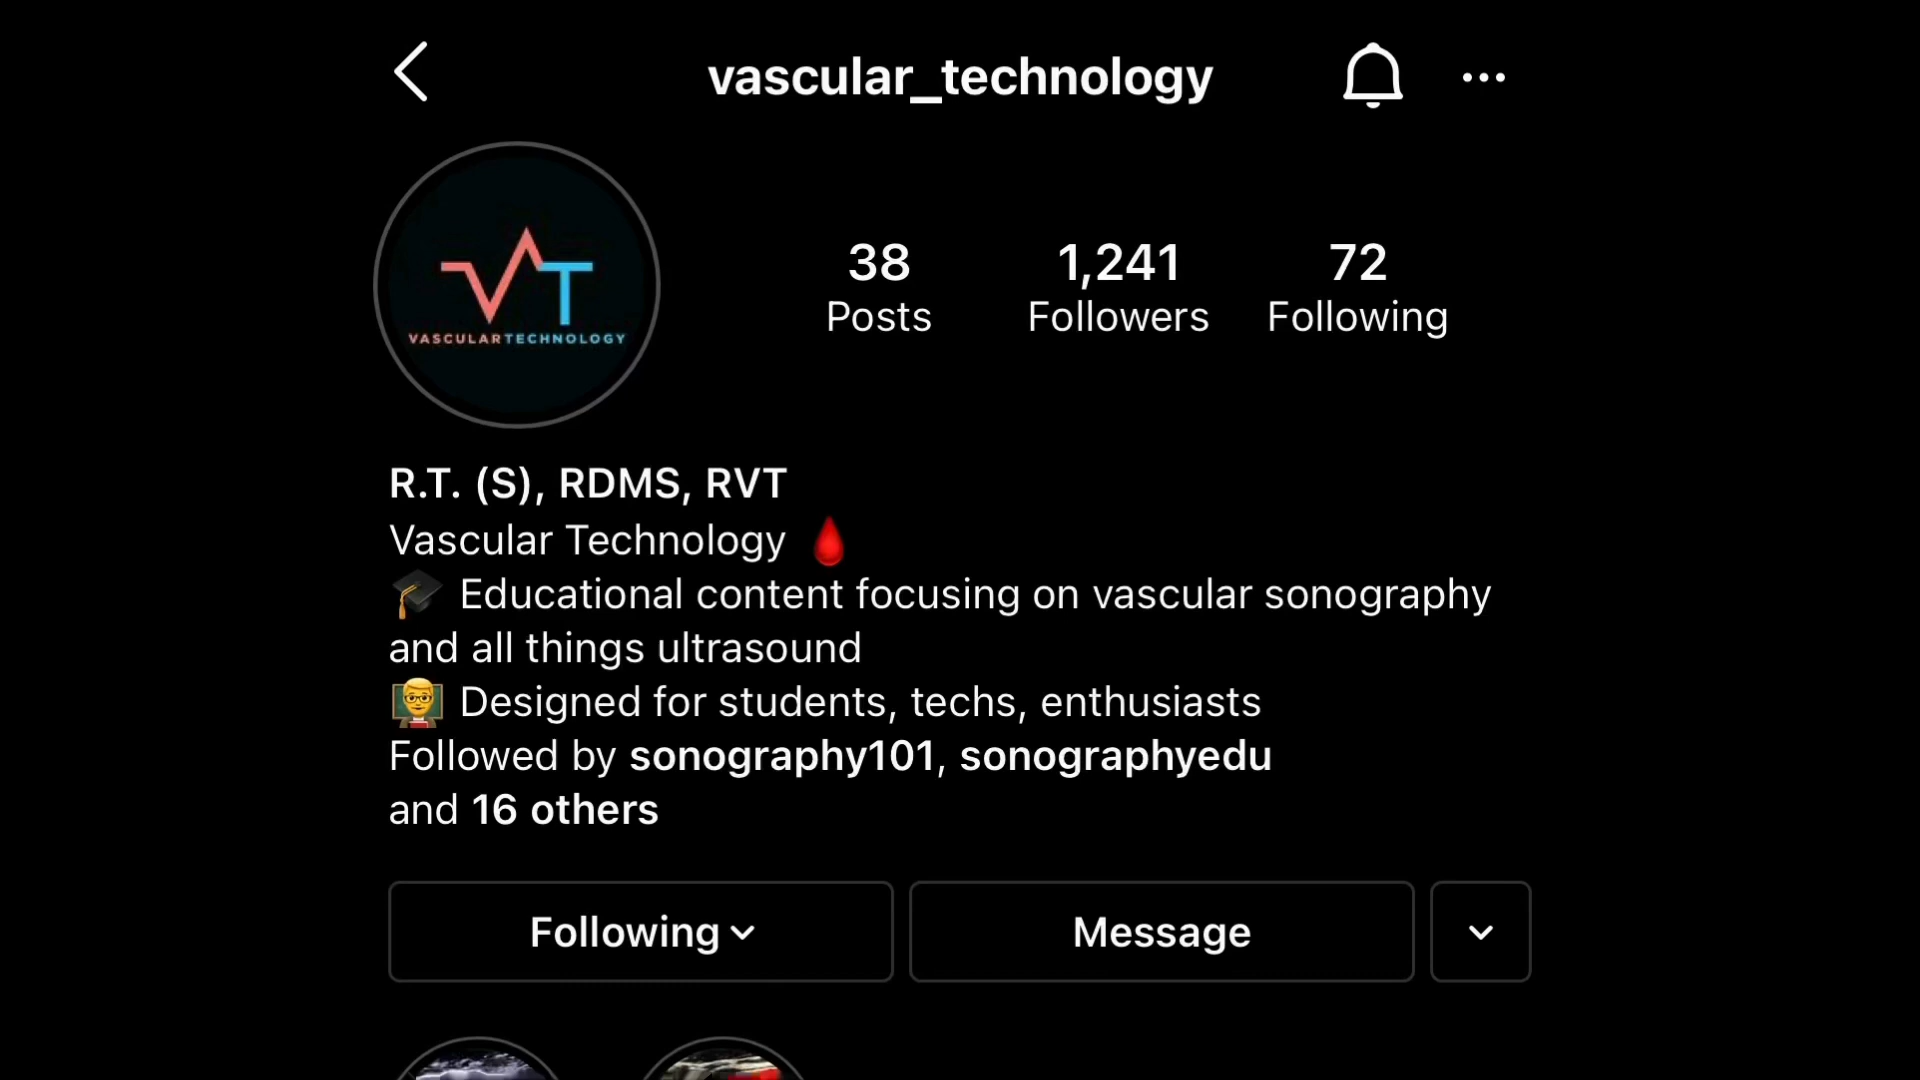 vascular_technology
VASCULARTECHNOLOGY
38
Posts
1,241
Followers
72
Following
R.T. (S), RDMS, RVT
Vascular Technology 🩸
🎓 Educational content focusing on vascular sonography
and all things ultrasound
👨‍🏫 Designed for students, techs, enthusiasts
Followed by sonography101, sonographyedu
and 16 others
Following
Message